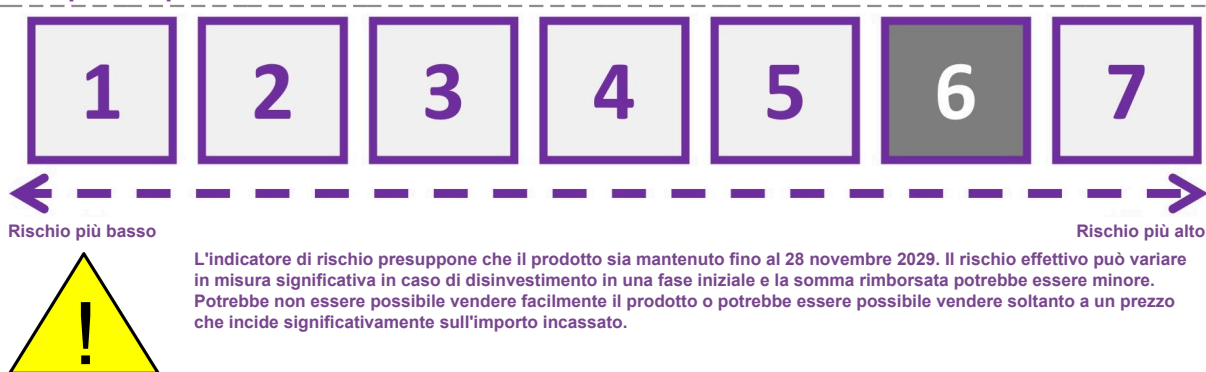 1 2 3 4 5 6 7
Rischio più basso Rischio più alto
L'indicatore di rischio presuppone che il prodotto sia mantenuto fino al 28 novembre 2029. Il rischio effettivo può variare
in misura significativa in caso di disinvestimento in una fase iniziale e la somma rimborsata potrebbe essere minore.
Potrebbe non essere possibile vendere facilmente il prodotto o potrebbe essere possibile vendere soltanto a un prezzo
che incide significativamente sull'importo incassato.
!